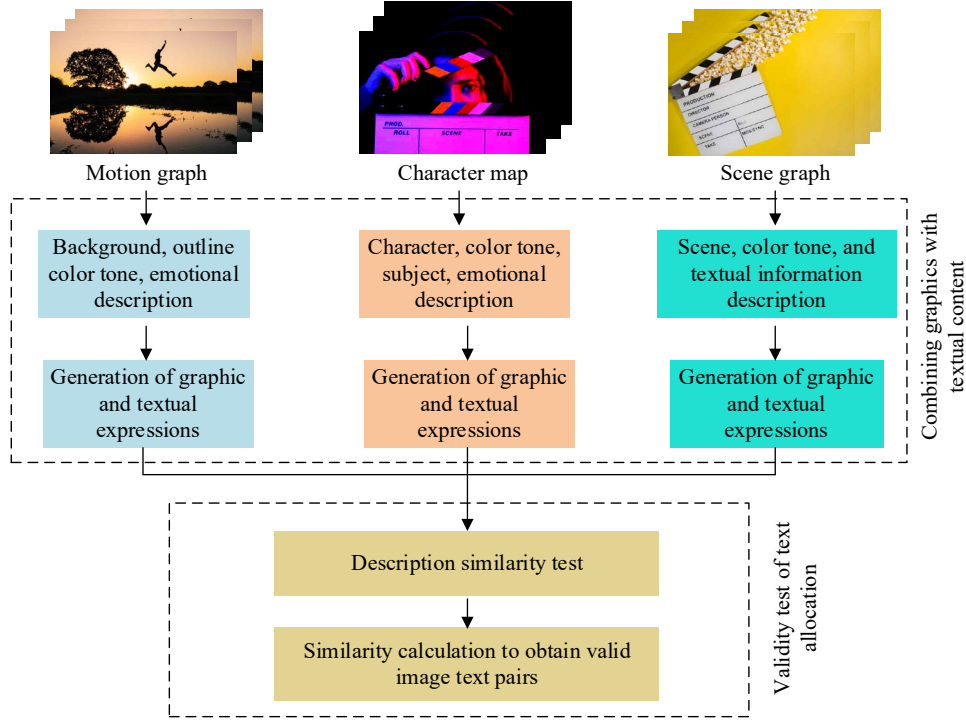 PROD.
ROLL
SCENE
TAKE
PRODUCTION
DIRECTOR
CAMERA-PERSON
SCENE
TAKE
MOS-SYNC
Motion graph
Character map
Scene graph
Background, outline
color tone, emotional
description
Character, color tone,
subject, emotional
description
Scene, color tone, and
textual information
description
Generation of graphic
and textual
expressions
Generation of graphic
and textual
expressions
Generation of graphic
and textual
expressions
Combining graphics with
textual content
Description similarity test
Similarity calculation to obtain valid
image text pairs
Validity test of text
allocation